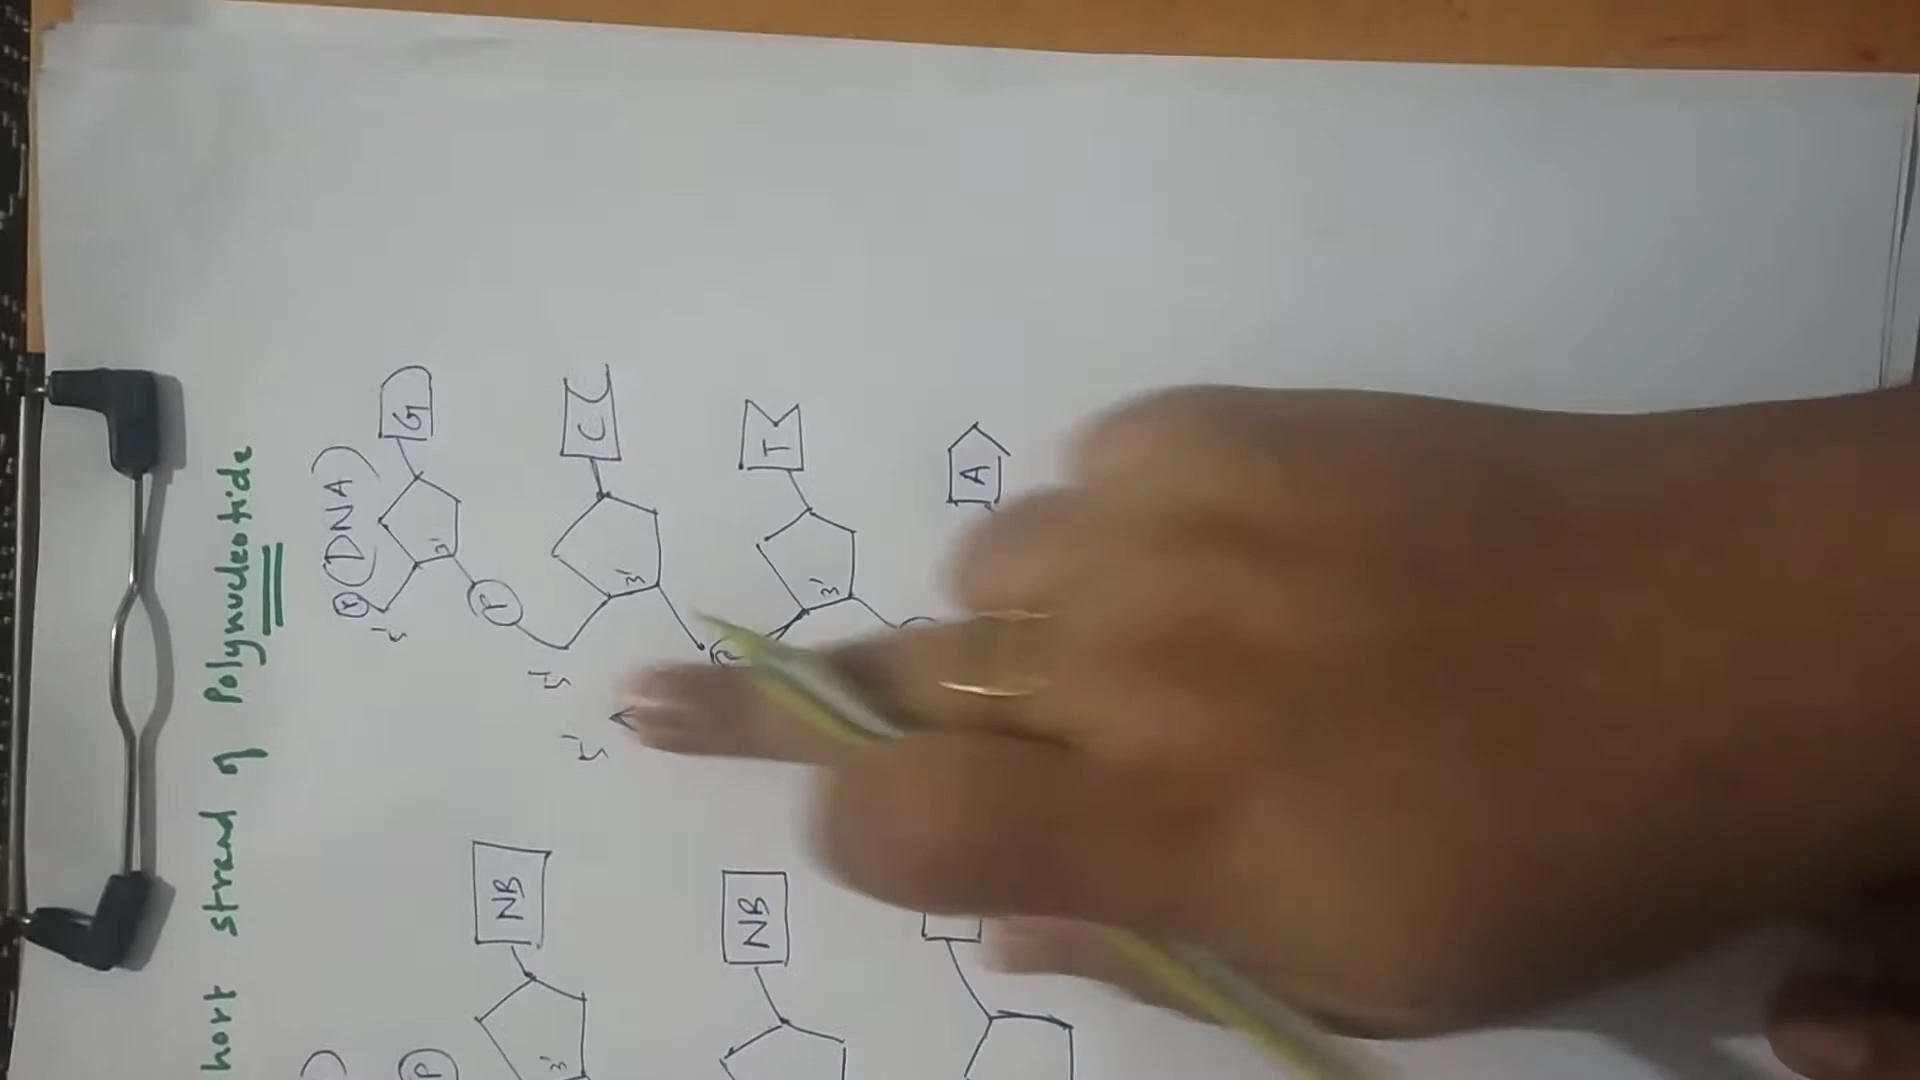 hort strand of Polynucleotide
(DNA)
G
P
5'
3'
P
C
5'
3'
P
T
5'
3'
A
NB
P
3'
NB
)